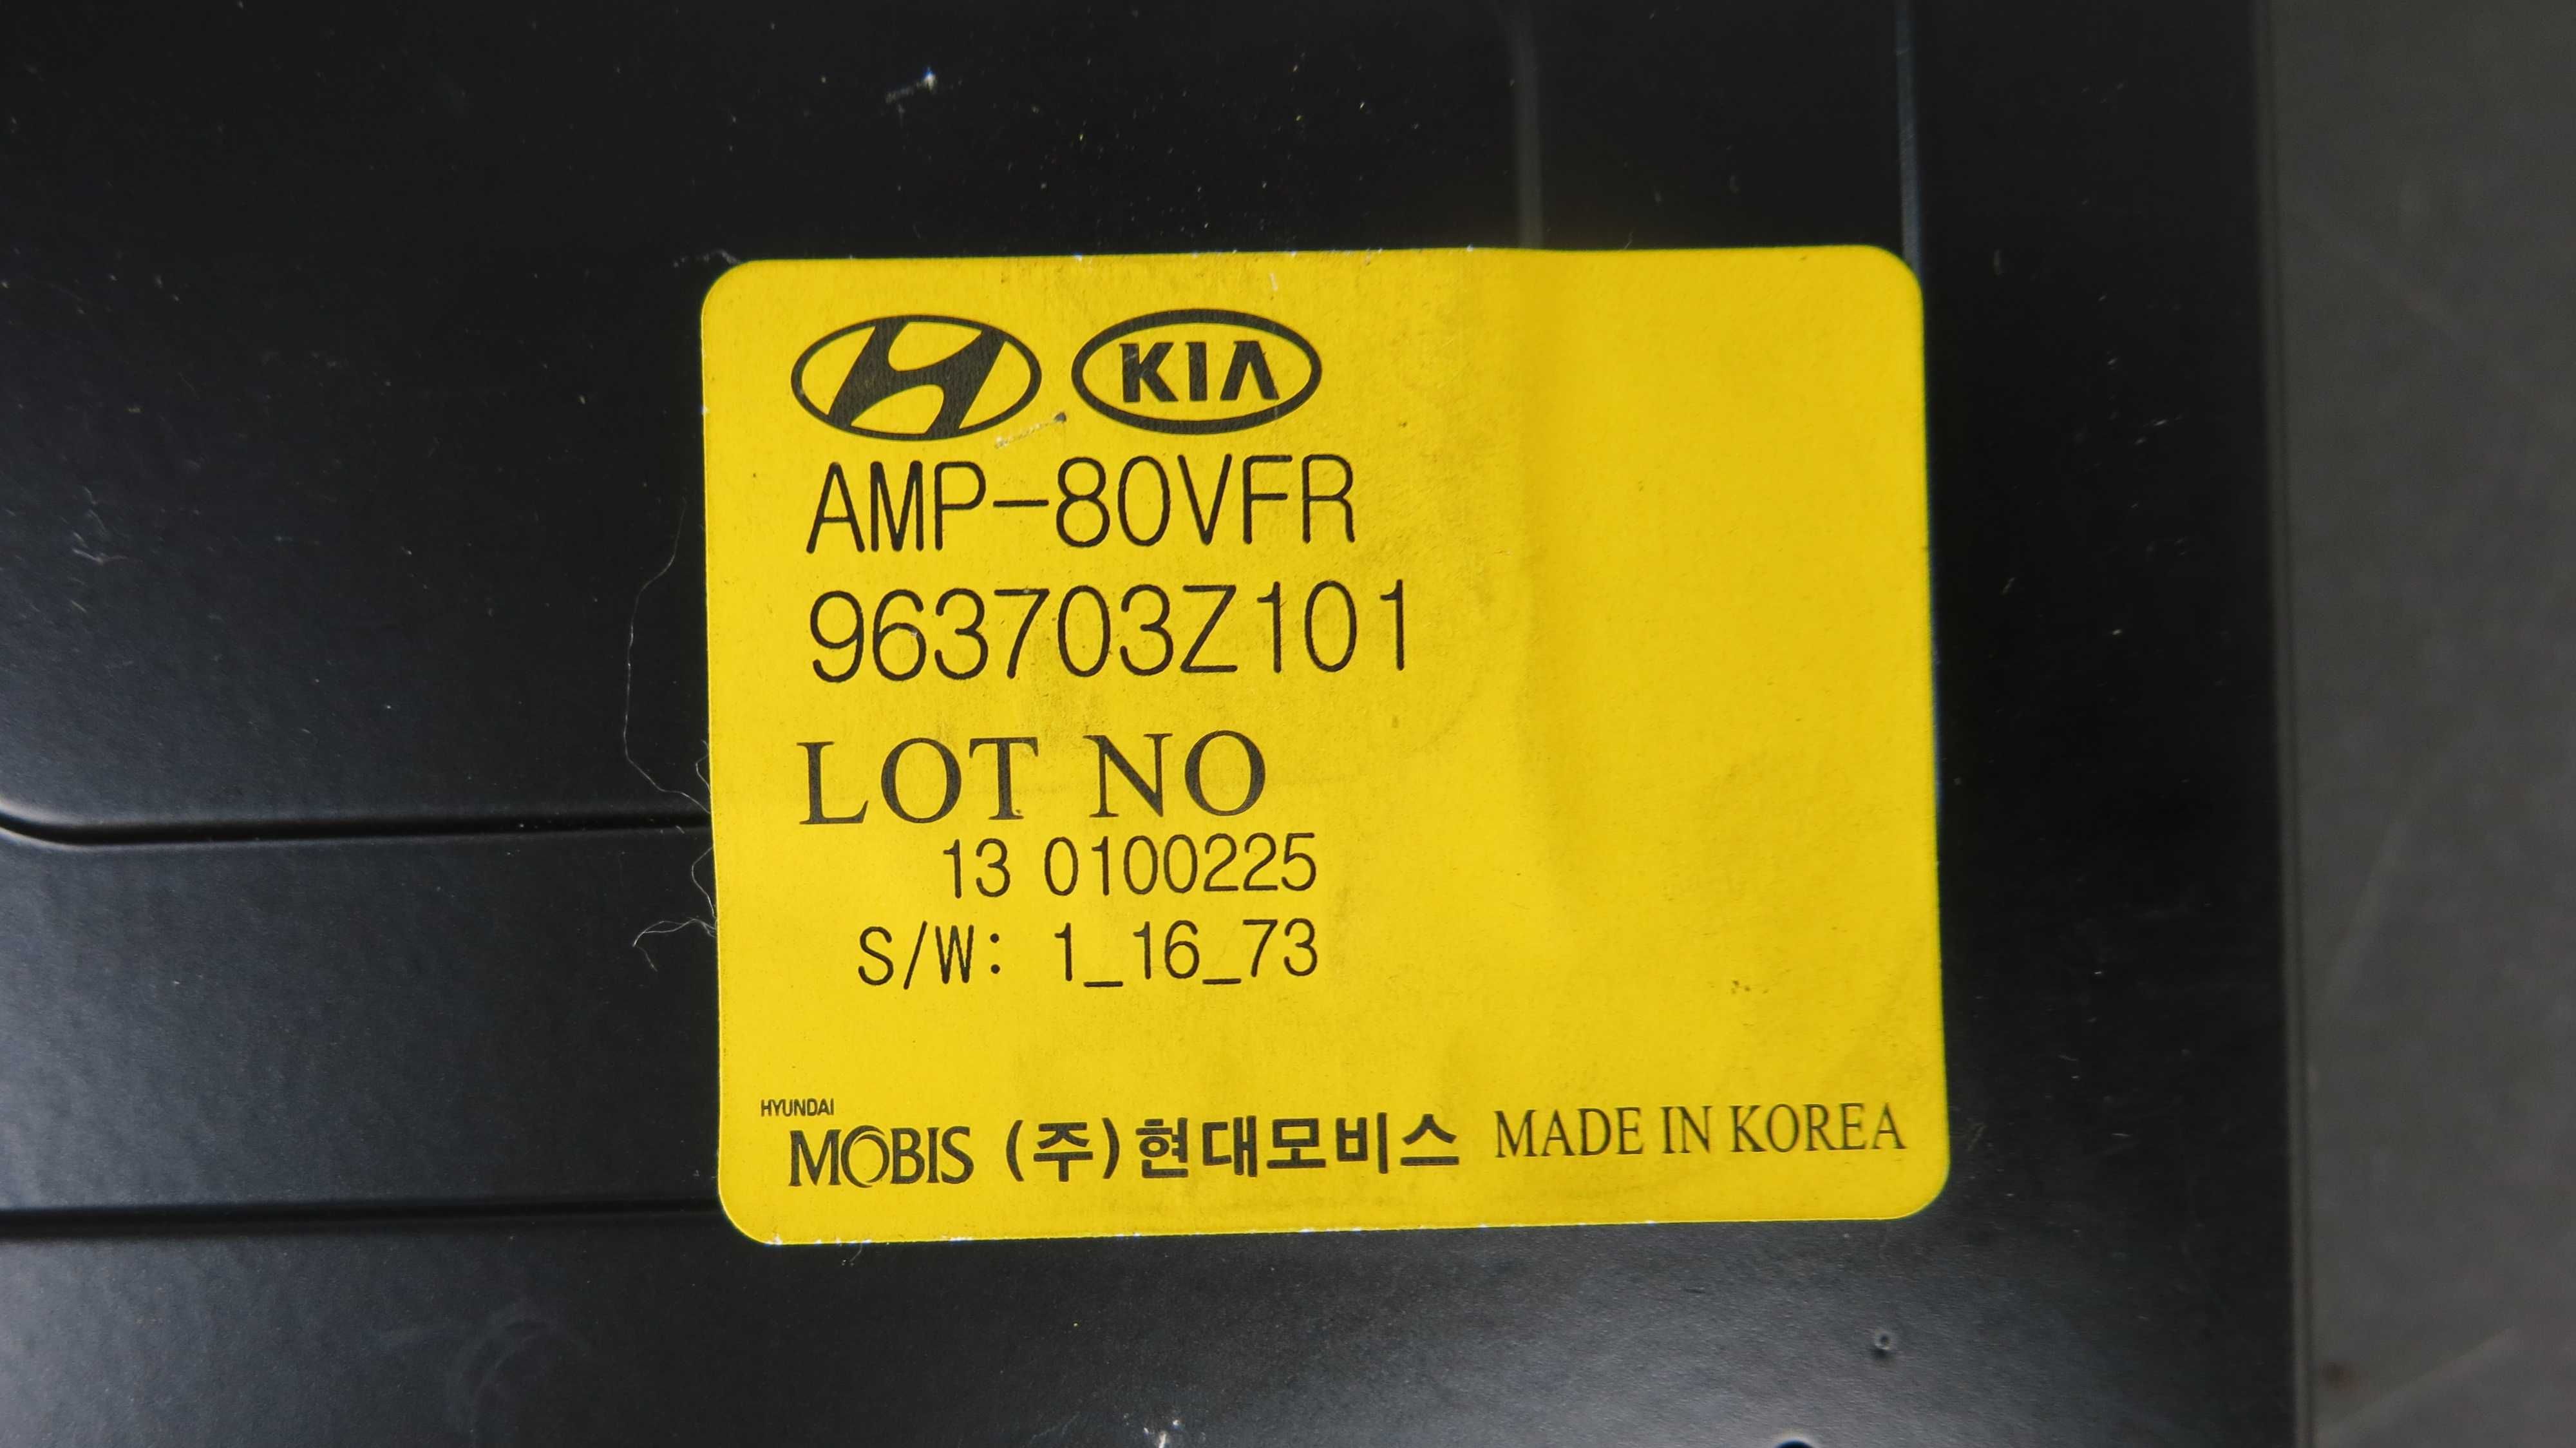 KIA
AMP-80VFR
963703Z101
LOT NO
13 0100225
S/W: 1_16_73
HYUNDAI
MOBIS (주)현대모비스 MADE IN KOREA